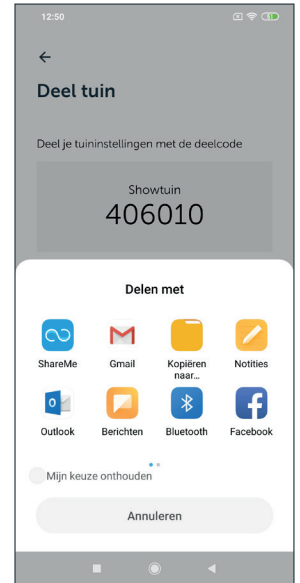 12:50
Deel tuin
Deel je tuininstellingen met de deelcode
Showtuin
406010
Delen met
ShareMe
Gmail
Kopiëren
naar...
Notities
Outlook
Berichten
Bluetooth
Facebook
Mijn keuze onthouden
Annuleren